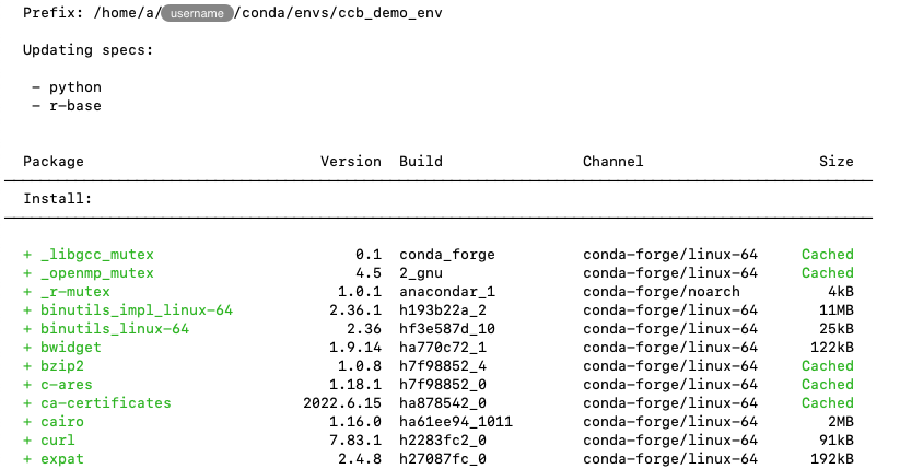 Prefix: /home/a/username/conda/envs/ccb_demo_env
Updating specs:
- python
- r-base
Package Version Build Channel Size
Install:
+ _libgcc_mutex 0.1 conda_forge conda-forge/linux-64 Cached
+ _openmp_mutex 4.5 2_gnu conda-forge/linux-64 Cached
+ _r-mutex 1.0.1 anacondar_1 conda-forge/noarch 4kB
+ binutils_impl_linux-64 2.36.1 h193b22a_2 conda-forge/linux-64 11MB
+ binutils_linux-64 2.36 hf3e587d_10 conda-forge/linux-64 25kB
+ bwidget 1.9.14 ha770c72_1 conda-forge/linux-64 122kB
+ bzip2 1.0.8 h7f98852_4 conda-forge/linux-64 Cached
+ c-ares 1.18.1 h7f98852_0 conda-forge/linux-64 Cached
+ ca-certificates 2022.6.15 ha878542_0 conda-forge/linux-64 Cached
+ cairo 1.16.0 ha61ee94_1011 conda-forge/linux-64 2MB
+ curl 7.83.1 h2283fc2_0 conda-forge/linux-64 91kB
+ expat 2.4.8 h27087fc_0 conda-forge/linux-64 192kB